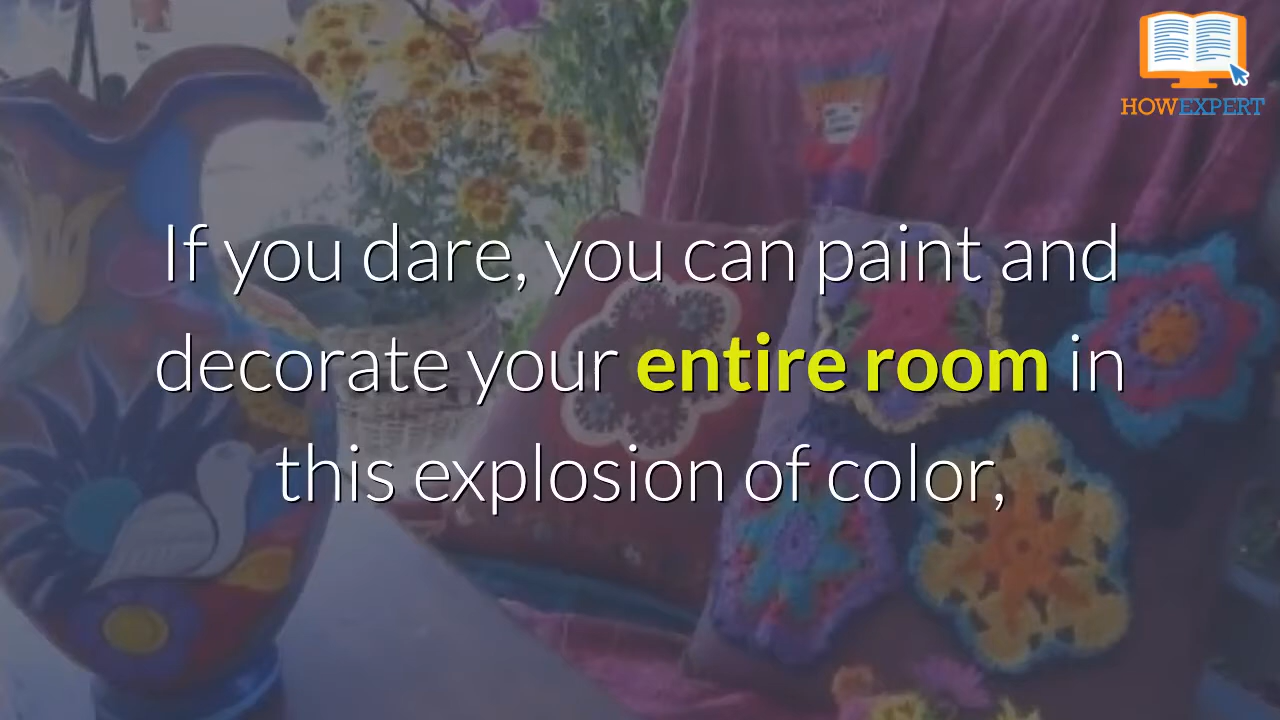 HOWEXPERT
If you dare, you can paint and
decorate your entire room in
this explosion of color,